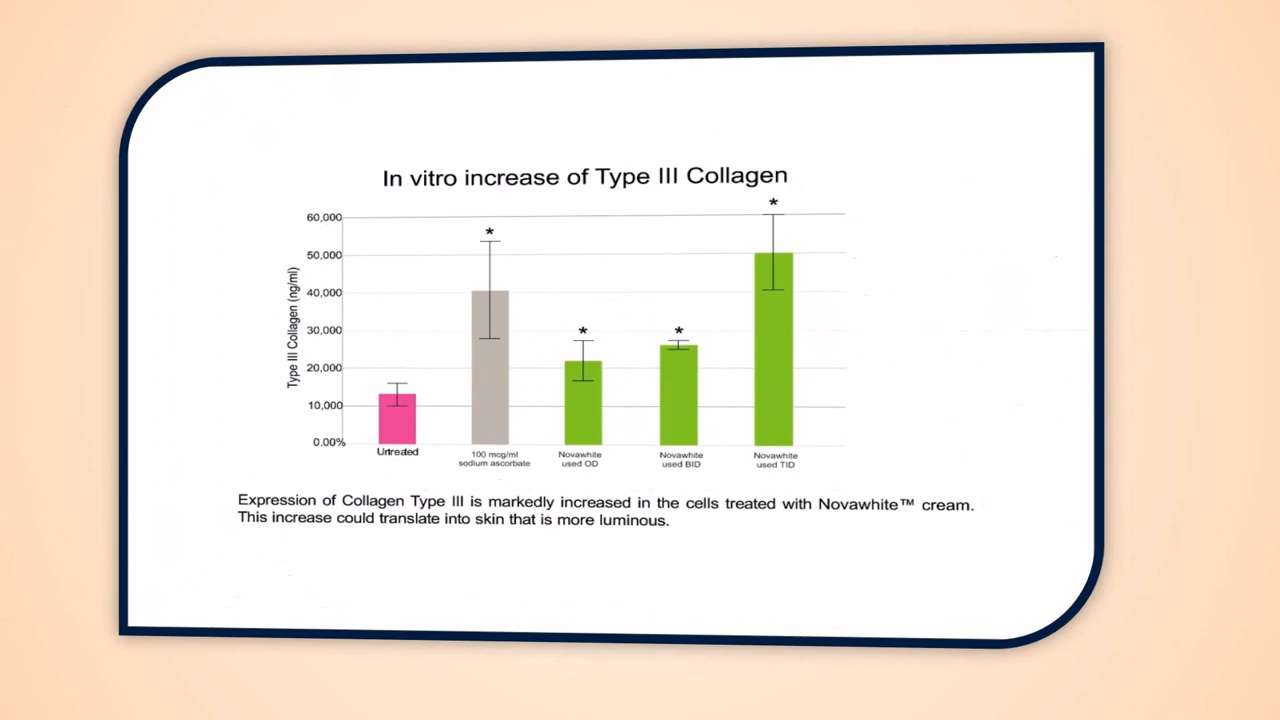 In vitro increase of Type III Collagen
Type III Collagen (ng/ml)
60,000
50,000
40,000
30,000
20,000
10,000
0.00%
*
*
*
*
Untreated
100 mcg/ml
sodium ascorbate
Novawhite
used OD
Novawhite
used BID
Novawhite
used TID
Expression of Collagen Type III is markedly increased in the cells treated with Novawhite™ cream.
This increase could translate into skin that is more luminous.